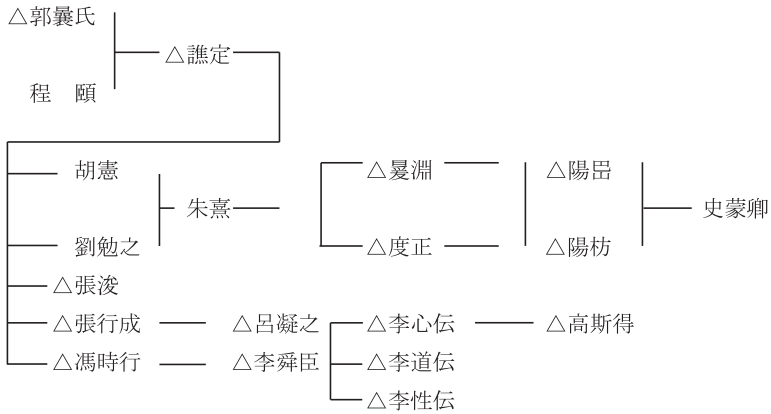 △郭曩氏
△譙定
程　頤
胡憲
△㬊淵
△陽嵒
朱熹
史蒙卿
劉勉之
△度正
△陽枋
△張浚
△張行成
△呂凝之
△李心伝
△高斯得
△馮時行
△李舜臣
△李道伝
△李性伝